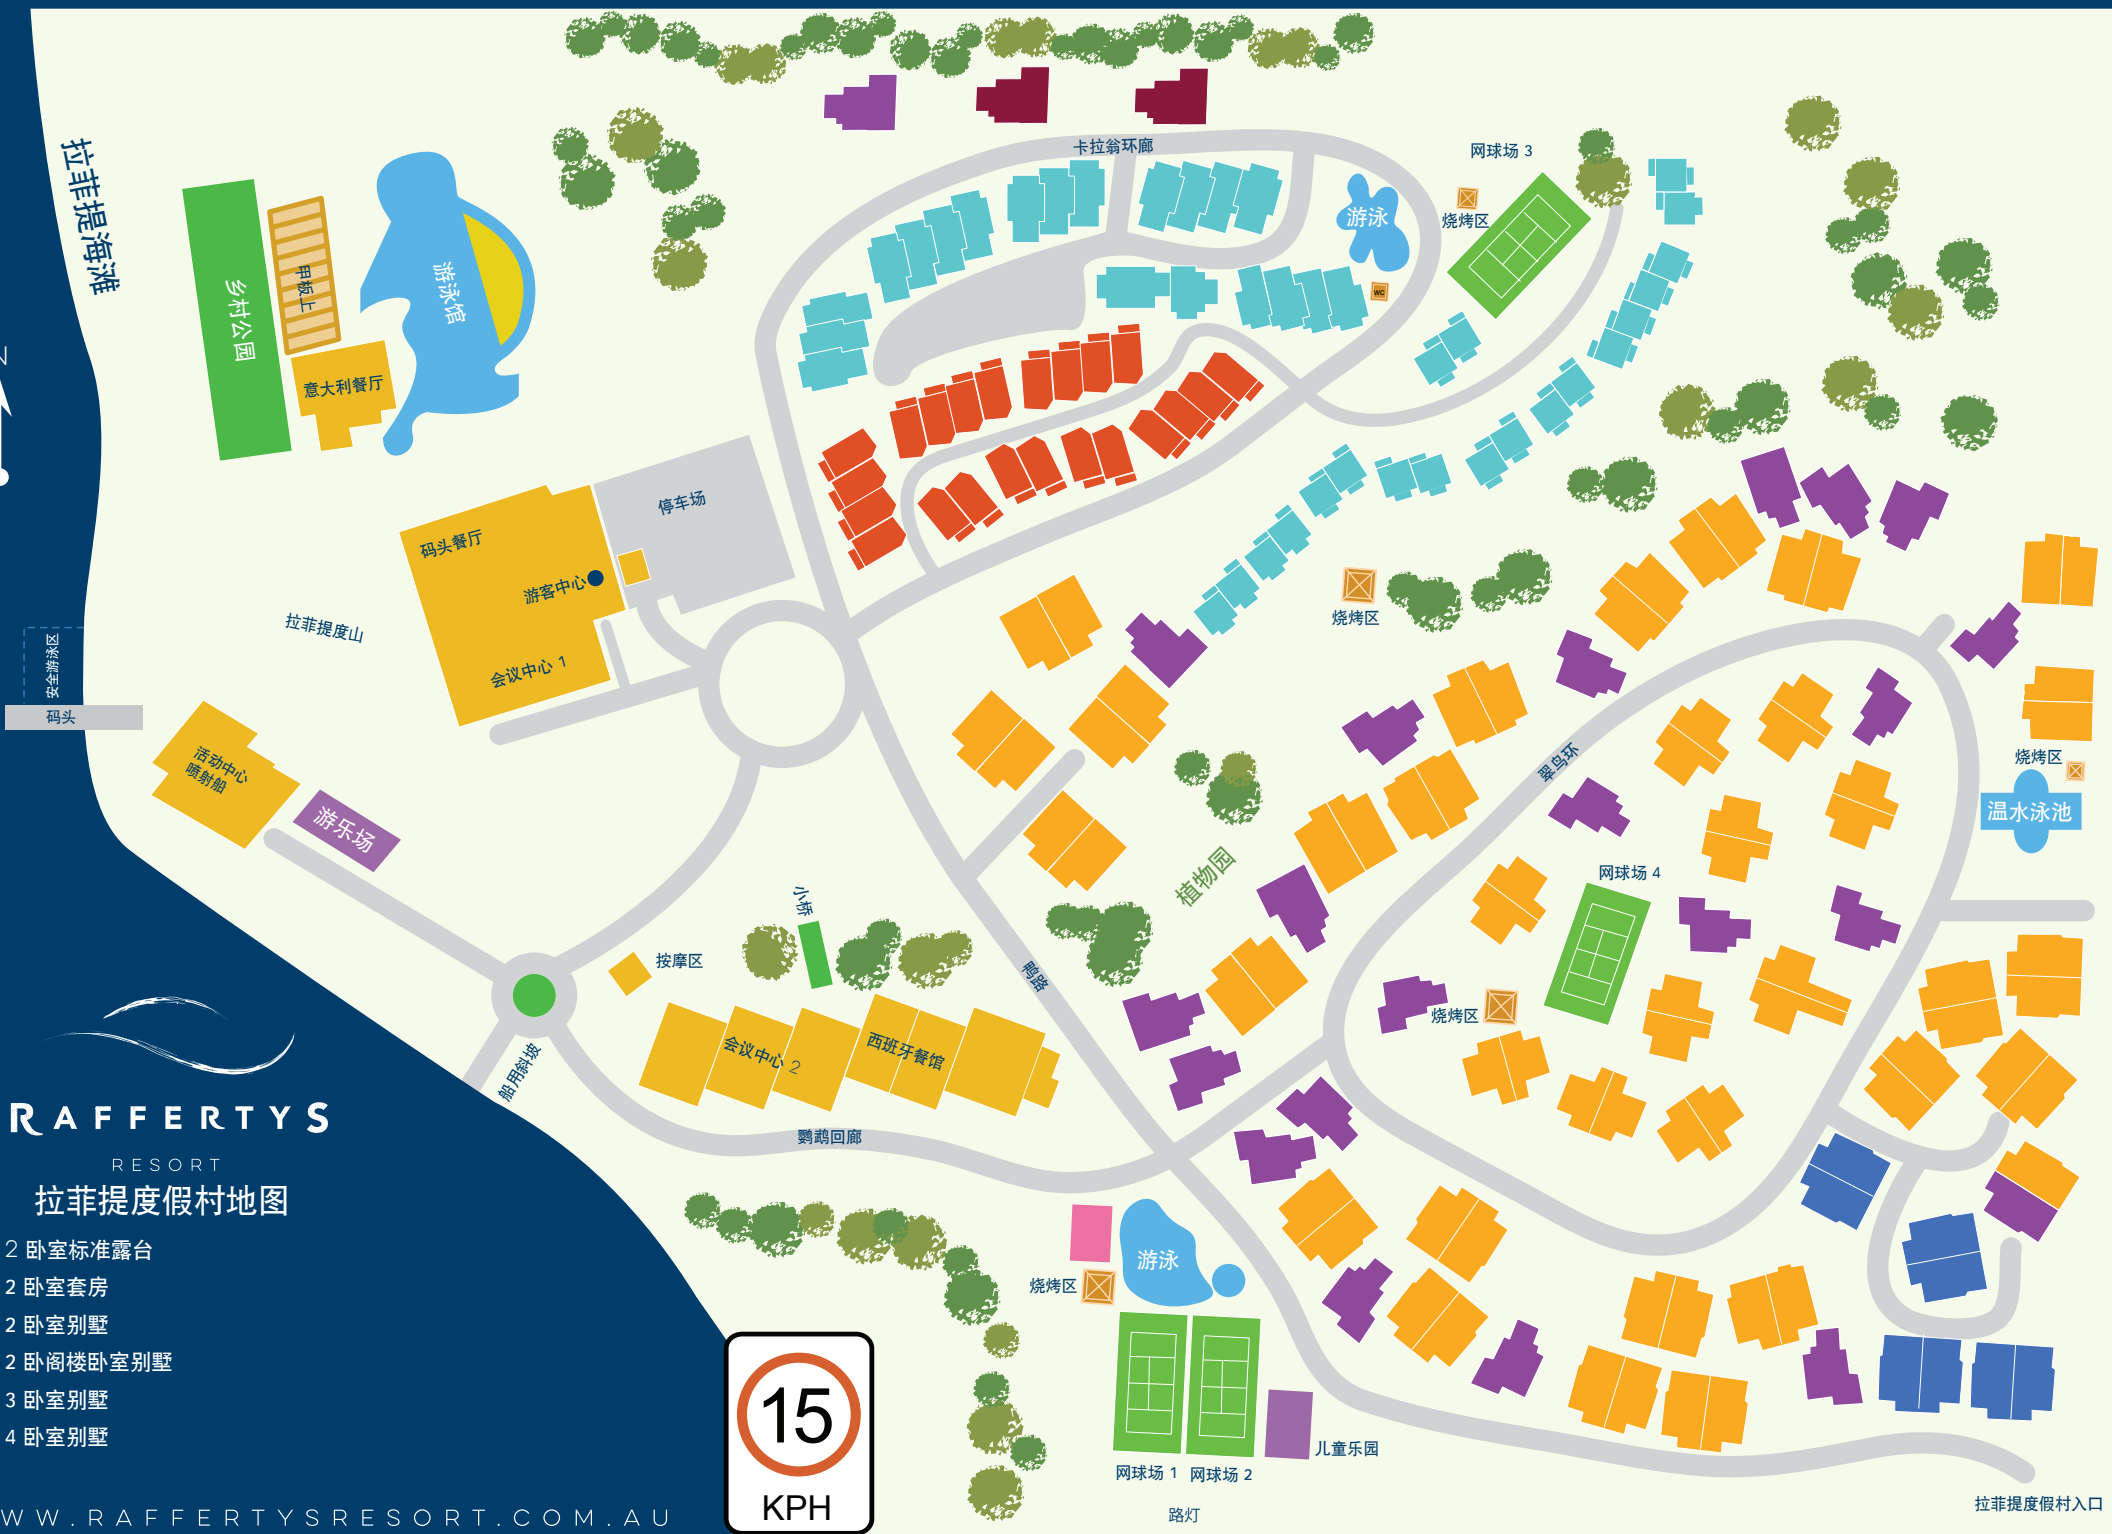 卡拉翁环廊
网球场 3
烧烤区
游泳
WC
拉菲提海滩
乡村公园
甲板上
游泳馆
意大利餐厅
停车场
码头餐厅
游客中心
会议中心 1
拉菲提度山
安全游泳区
码头
活动中心
喷射船
游乐场
烧烤区
翠鸟环
烧烤区
温水泳池
植物园
网球场 4
烧烤区
小桥
按摩区
鸭路
会议中心 2
西班牙餐馆
船用斜坡
鹦鹉回廊
RAFFERTYS
RESORT
拉菲提度假村地图
2 卧室标准露台
2 卧室套房
2 卧室别墅
2 卧阁楼卧室别墅
3 卧室别墅
4 卧室别墅
WWW.RAFFERTYSRESORT.COM.AU
15
KPH
游泳
烧烤区
网球场 1
网球场 2
儿童乐园
路灯
拉菲提度假村入口